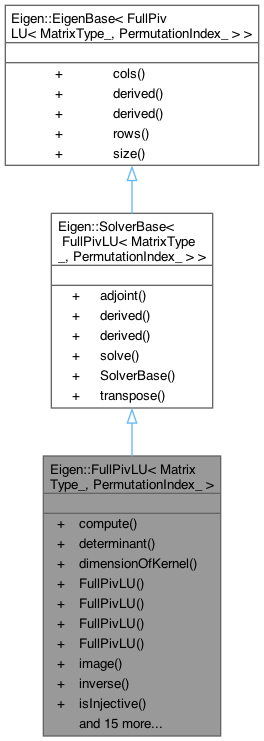 Eigen::EigenBase< FullPiv
LU< MatrixType_, PermutationIndex_ > >
+ cols()
+ derived()
+ derived()
+ rows()
+ size()
Eigen::SolverBase<
FullPivLU< MatrixType
_, PermutationIndex_ > >
+ adjoint()
+ derived()
+ derived()
+ solve()
+ SolverBase()
+ transpose()
Eigen::FullPivLU< Matrix
Type_, PermutationIndex_ >
+ compute()
+ determinant()
+ dimensionOfKernel()
+ FullPivLU()
+ FullPivLU()
+ FullPivLU()
+ FullPivLU()
+ image()
+ inverse()
+ isInjective()
and 15 more...